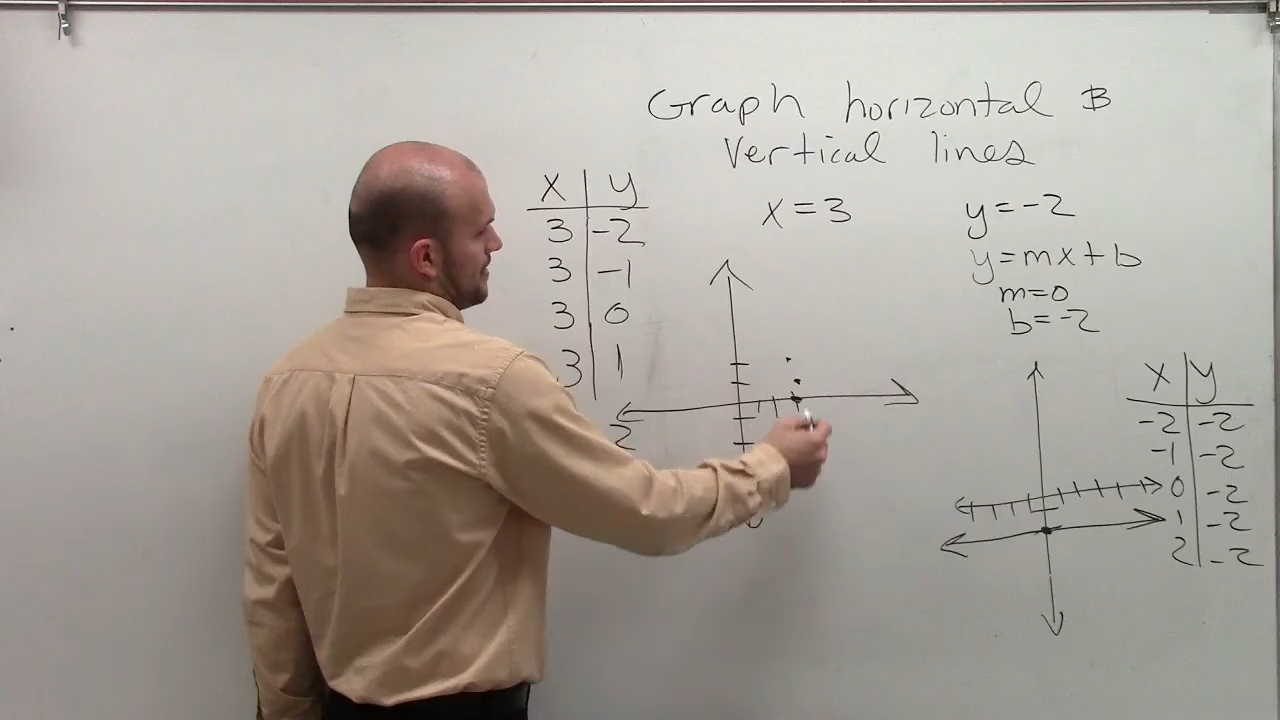 Graph horizontal &
vertical lines
x | y
3 | -2
3 | -1
3 | 0
3 | 1
2
x = 3
y = -2
y = mx + b
m = 0
b = -2
x | y
-2 | -2
-1 | -2
0 | -2
1 | -2
2 | -2